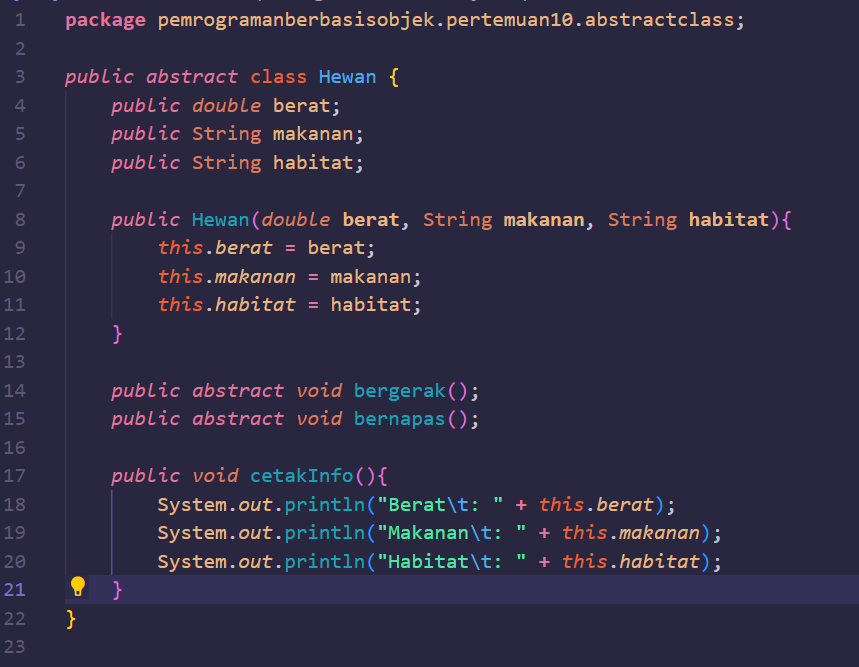 1 package pemrogramanberbasisobjek.pertemuan10.abstractclass;
2
3 public abstract class Hewan {
4     public double berat;
5     public String makanan;
6     public String habitat;
7
8     public Hewan(double berat, String makanan, String habitat){
9         this.berat = berat;
10         this.makanan = makanan;
11         this.habitat = habitat;
12     }
13
14     public abstract void bergerak();
15     public abstract void bernapas();
16
17     public void cetakInfo(){
18         System.out.println("Berat\t: " + this.berat);
19         System.out.println("Makanan\t: " + this.makanan);
20         System.out.println("Habitat\t: " + this.habitat);
21     }
22 }
23